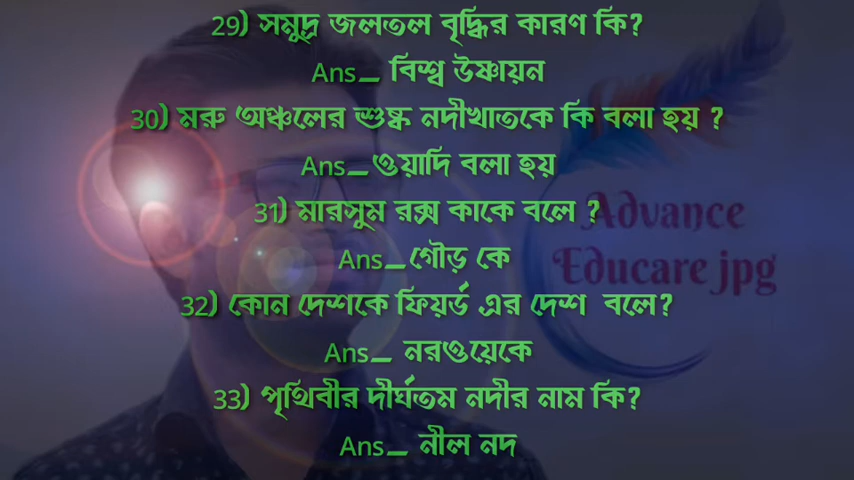 29) সমুদ্র জলতল বৃদ্ধির কারণ কি?
Ans_ বিশ্ব উষ্ণায়ন
30) মরু অঞ্চলের শুষ্ক নদীখাতকে কি বলা হয় ?
Ans_ওয়াদি বলা হয়
31) মারসুম রক্স কাকে বলে ?
Ans_গৌড় কে
32) কোন দেশকে ফিয়র্ড এর দেশ বলে?
Ans_ নরওয়েকে
33) পৃথিবীর দীর্ঘতম নদীর নাম কি?
Ans_ নীল নদ
Advance
Educare jpg